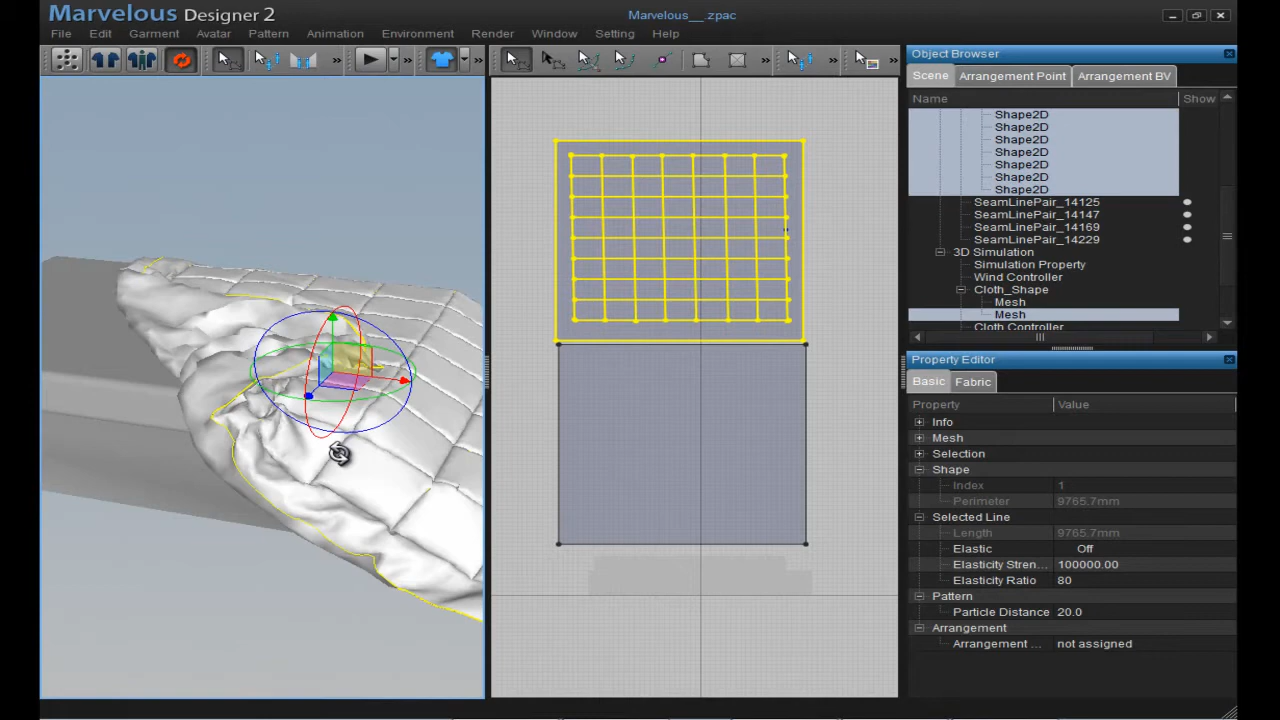 Marvelous Designer 2
Marvelous__.zpac
File Edit Garment Avatar Pattern Animation Environment Render Window Setting Help
Object Browser
Scene Arrangement Point Arrangement BV
Name Show
Shape2D
Shape2D
Shape2D
Shape2D
Shape2D
Shape2D
Shape2D
SeamLinePair_14125
SeamLinePair_14147
SeamLinePair_14169
SeamLinePair_14229
3D Simulation
Simulation Property
Wind Controller
Cloth_Shape
Mesh
Mesh
Cloth Controller
Property Editor
Basic Fabric
Property Value
Info
Mesh
Selection
Shape
Index 1
Perimeter 9765.7mm
Selected Line
Length 9765.7mm
Elastic Off
Elasticity Stren... 100000.00
Elasticity Ratio 80
Pattern
Particle Distance 20.0
Arrangement
Arrangement ... not assigned